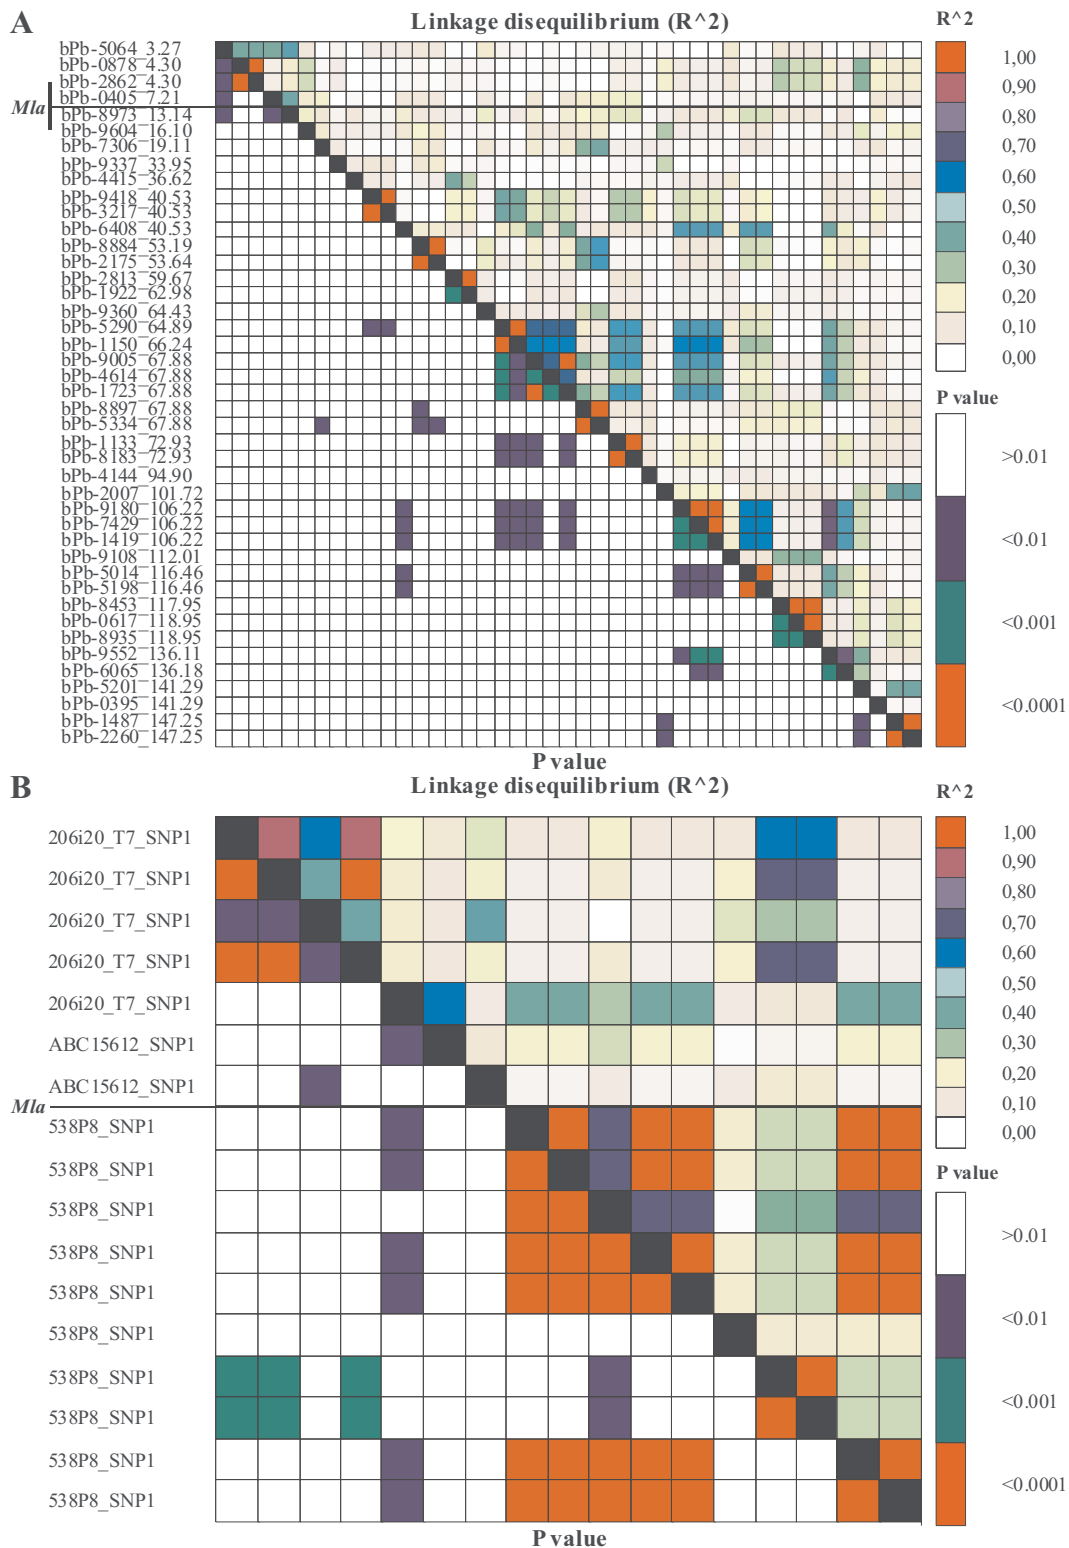 A
Linkage disequilibrium (R^2)
R^2
bPb-5064_3.27
bPb-0878_4.30
bPb-2862_4.30
bPb-0405_7.21
Mla
bPb-8973_13.14
bPb-9604_16.10
bPb-7306_19.11
bPb-9337_33.95
bPb-4415_36.62
bPb-9418_40.53
bPb-3217_40.53
bPb-6408_40.53
bPb-8884_53.19
bPb-2175_53.64
bPb-2813_59.67
bPb-1922_62.98
bPb-9360_64.43
bPb-5290_64.89
bPb-1150_66.24
bPb-9005_67.88
bPb-4614_67.88
bPb-1723_67.88
bPb-8897_67.88
bPb-5334_67.88
bPb-1133_72.93
bPb-8183_72.93
bPb-4144_94.90
bPb-2007_101.72
bPb-9180_106.22
bPb-7429_106.22
bPb-1419_106.22
bPb-9108_112.01
bPb-5014_116.46
bPb-5198_116.46
bPb-8453_117.95
bPb-0617_118.95
bPb-8935_118.95
bPb-9552_136.11
bPb-6065_136.18
bPb-5201_141.29
bPb-0395_141.29
bPb-1487_147.25
bPb-2260_147.25
1,00
0,90
0,80
0,70
0,60
0,50
0,40
0,30
0,20
0,10
0,00
P value
>0.01
<0.01
<0.001
<0.0001
P value
B
Linkage disequilibrium (R^2)
R^2
206i20_T7_SNP1
206i20_T7_SNP1
206i20_T7_SNP1
206i20_T7_SNP1
206i20_T7_SNP1
ABC15612_SNP1
ABC15612_SNP1
Mla
538P8_SNP1
538P8_SNP1
538P8_SNP1
538P8_SNP1
538P8_SNP1
538P8_SNP1
538P8_SNP1
538P8_SNP1
538P8_SNP1
538P8_SNP1
1,00
0,90
0,80
0,70
0,60
0,50
0,40
0,30
0,20
0,10
0,00
P value
>0.01
<0.01
<0.001
<0.0001
P value